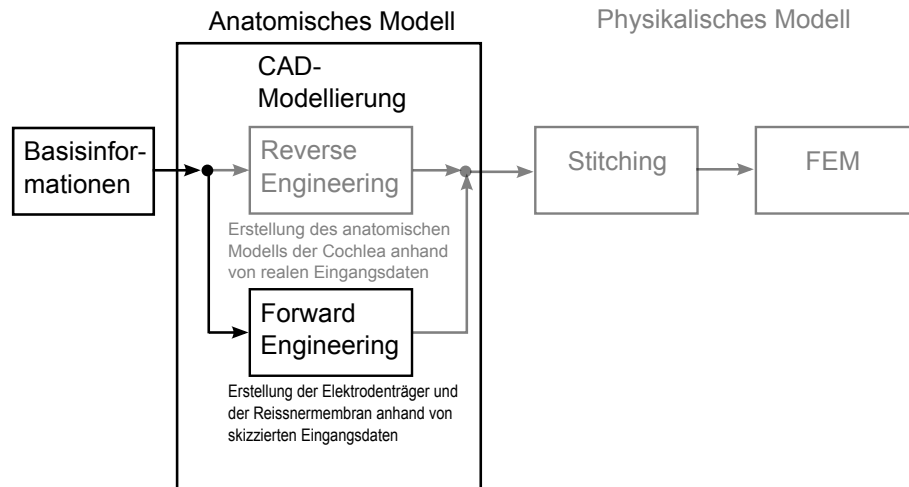 Anatomisches Modell
Physikalisches Modell
CAD-
Modellierung
Basisinfor-
mationen
Reverse
Engineering
Stitching
FEM
Erstellung des anatomischen
Modells der Cochlea anhand
von realen Eingangsdaten
Forward
Engineering
Erstellung der Elektrodenträger und
der Reissnermembran anhand von
skizzierten Eingangsdaten